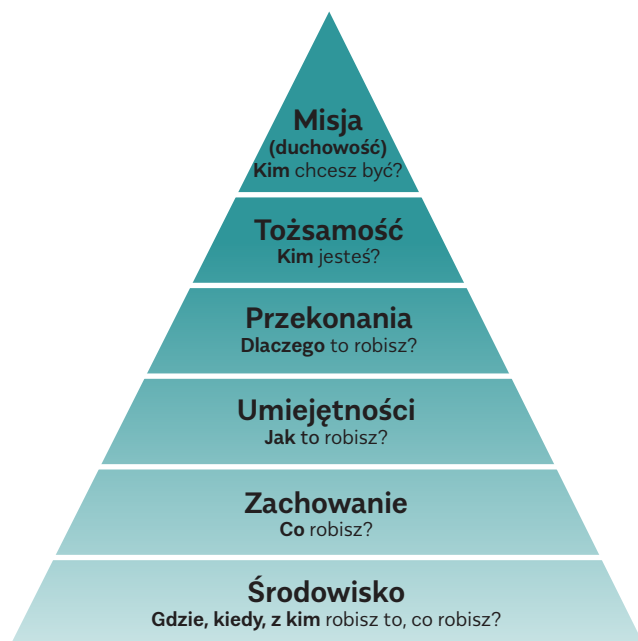 Misja
(duchowość)
Kim chcesz być?
Tożsamość
Kim jesteś?
Przekonania
Dlaczego to robisz?
Umiejętności
Jak to robisz?
Zachowanie
Co robisz?
Środowisko
Gdzie, kiedy, z kim robisz to, co robisz?